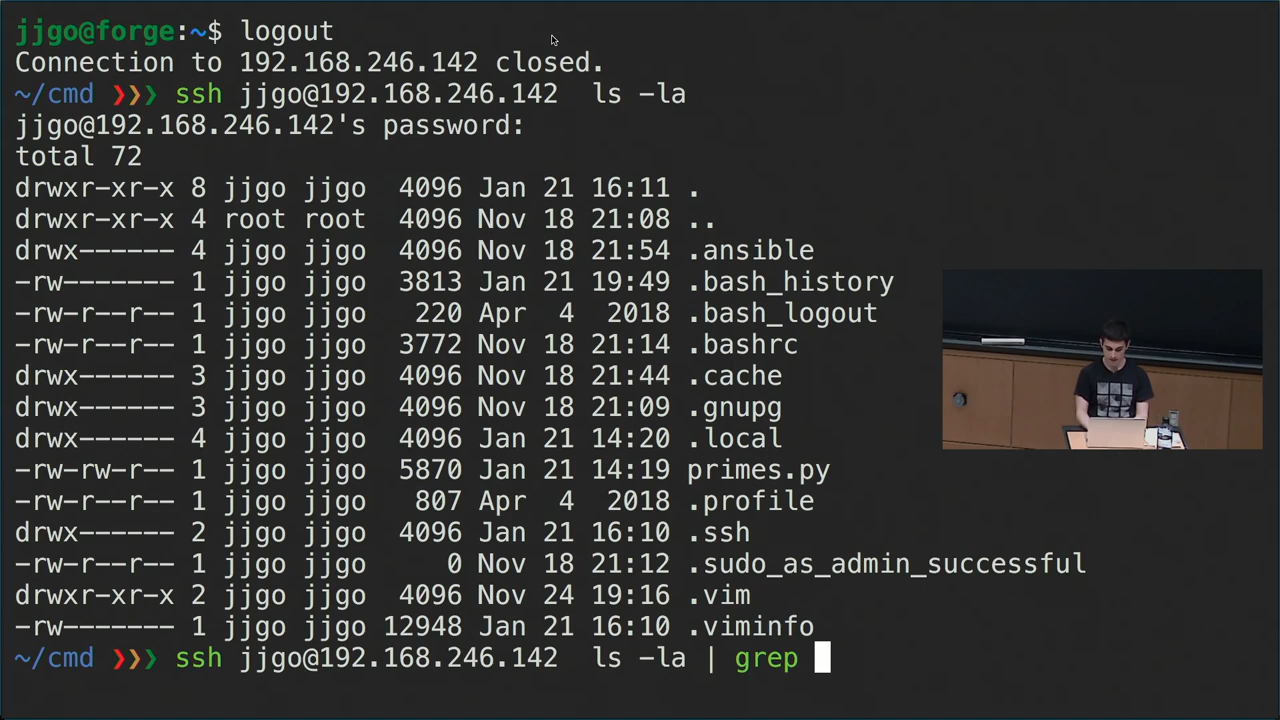 jjgo@forge:~$ logout
Connection to 192.168.246.142 closed.
~/cmd ❯❯❯ ssh jjgo@192.168.246.142  ls -la
jjgo@192.168.246.142's password:
total 72
drwxr-xr-x 8 jjgo jjgo  4096 Jan 21 16:11 .
drwxr-xr-x 4 root root  4096 Nov 18 21:08 ..
drwx------ 4 jjgo jjgo  4096 Nov 18 21:54 .ansible
-rw------- 1 jjgo jjgo  3813 Jan 21 19:49 .bash_history
-rw-r--r-- 1 jjgo jjgo   220 Apr  4  2018 .bash_logout
-rw-r--r-- 1 jjgo jjgo  3772 Nov 18 21:14 .bashrc
drwx------ 3 jjgo jjgo  4096 Nov 18 21:44 .cache
drwx------ 3 jjgo jjgo  4096 Nov 18 21:09 .gnupg
drwx------ 4 jjgo jjgo  4096 Jan 21 14:20 .local
-rw-rw-r-- 1 jjgo jjgo  5870 Jan 21 14:19 primes.py
-rw-r--r-- 1 jjgo jjgo   807 Apr  4  2018 .profile
drwx------ 2 jjgo jjgo  4096 Jan 21 16:10 .ssh
-rw-r--r-- 1 jjgo jjgo     0 Nov 18 21:12 .sudo_as_admin_successful
drwxr-xr-x 2 jjgo jjgo  4096 Nov 24 19:16 .vim
-rw------- 1 jjgo jjgo 12948 Jan 21 16:10 .viminfo
~/cmd ❯❯❯ ssh jjgo@192.168.246.142  ls -la | grep